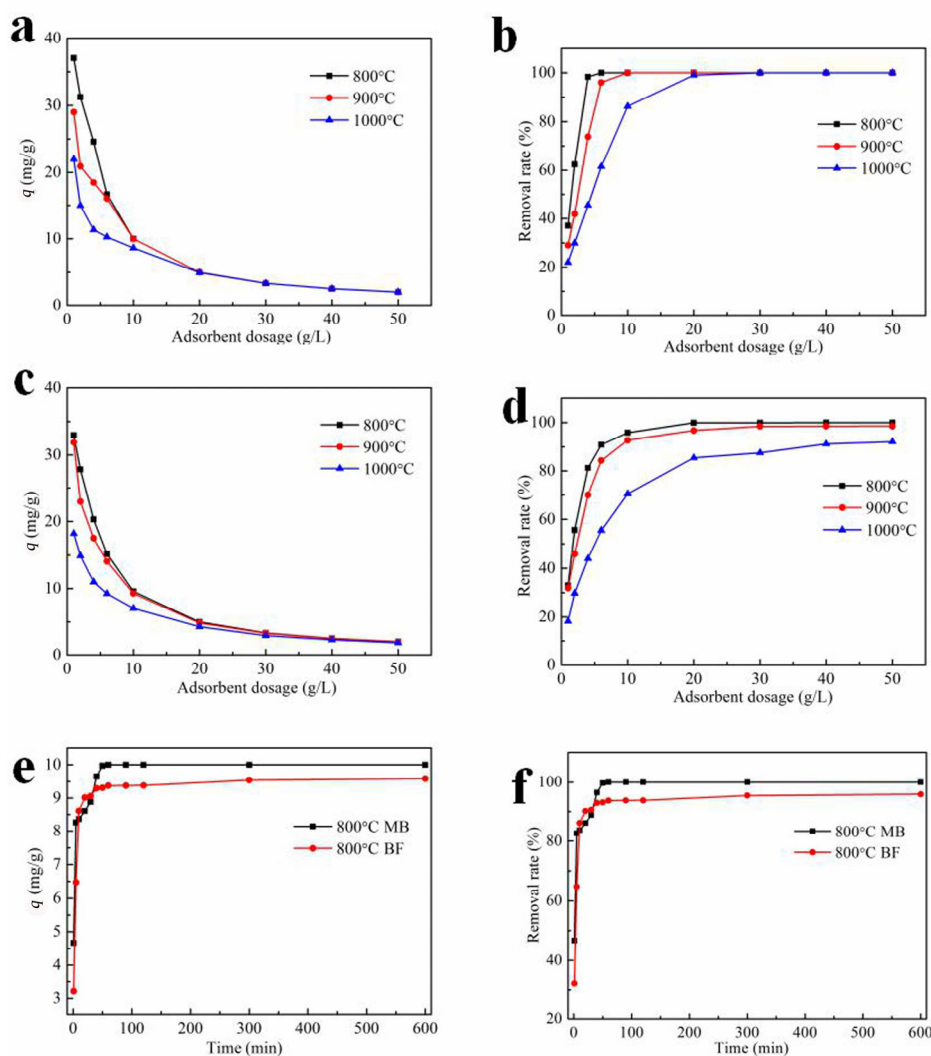 a
40
30
20
10
0
q (mg/g)
800°C
900°C
1000°C
0 10 20 30 40 50
Adsorbent dosage (g/L)
b
100
80
60
40
20
0
Removal rate (%)
800°C
900°C
1000°C
0 10 20 30 40 50
Adsorbent dosage (g/L)
c
40
30
20
10
0
q (mg/g)
800°C
900°C
1000°C
0 10 20 30 40 50
Adsorbent dosage (g/L)
d
100
80
60
40
20
0
Removal rate (%)
800°C
900°C
1000°C
0 10 20 30 40 50
Adsorbent dosage (g/L)
e
10
9
8
7
6
5
4
3
q (mg/g)
800°C MB
800°C BF
0 100 200 300 400 500 600
Time (min)
f
100
80
60
40
20
Removal rate (%)
800°C MB
800°C BF
0 100 200 300 400 500 600
Time (min)